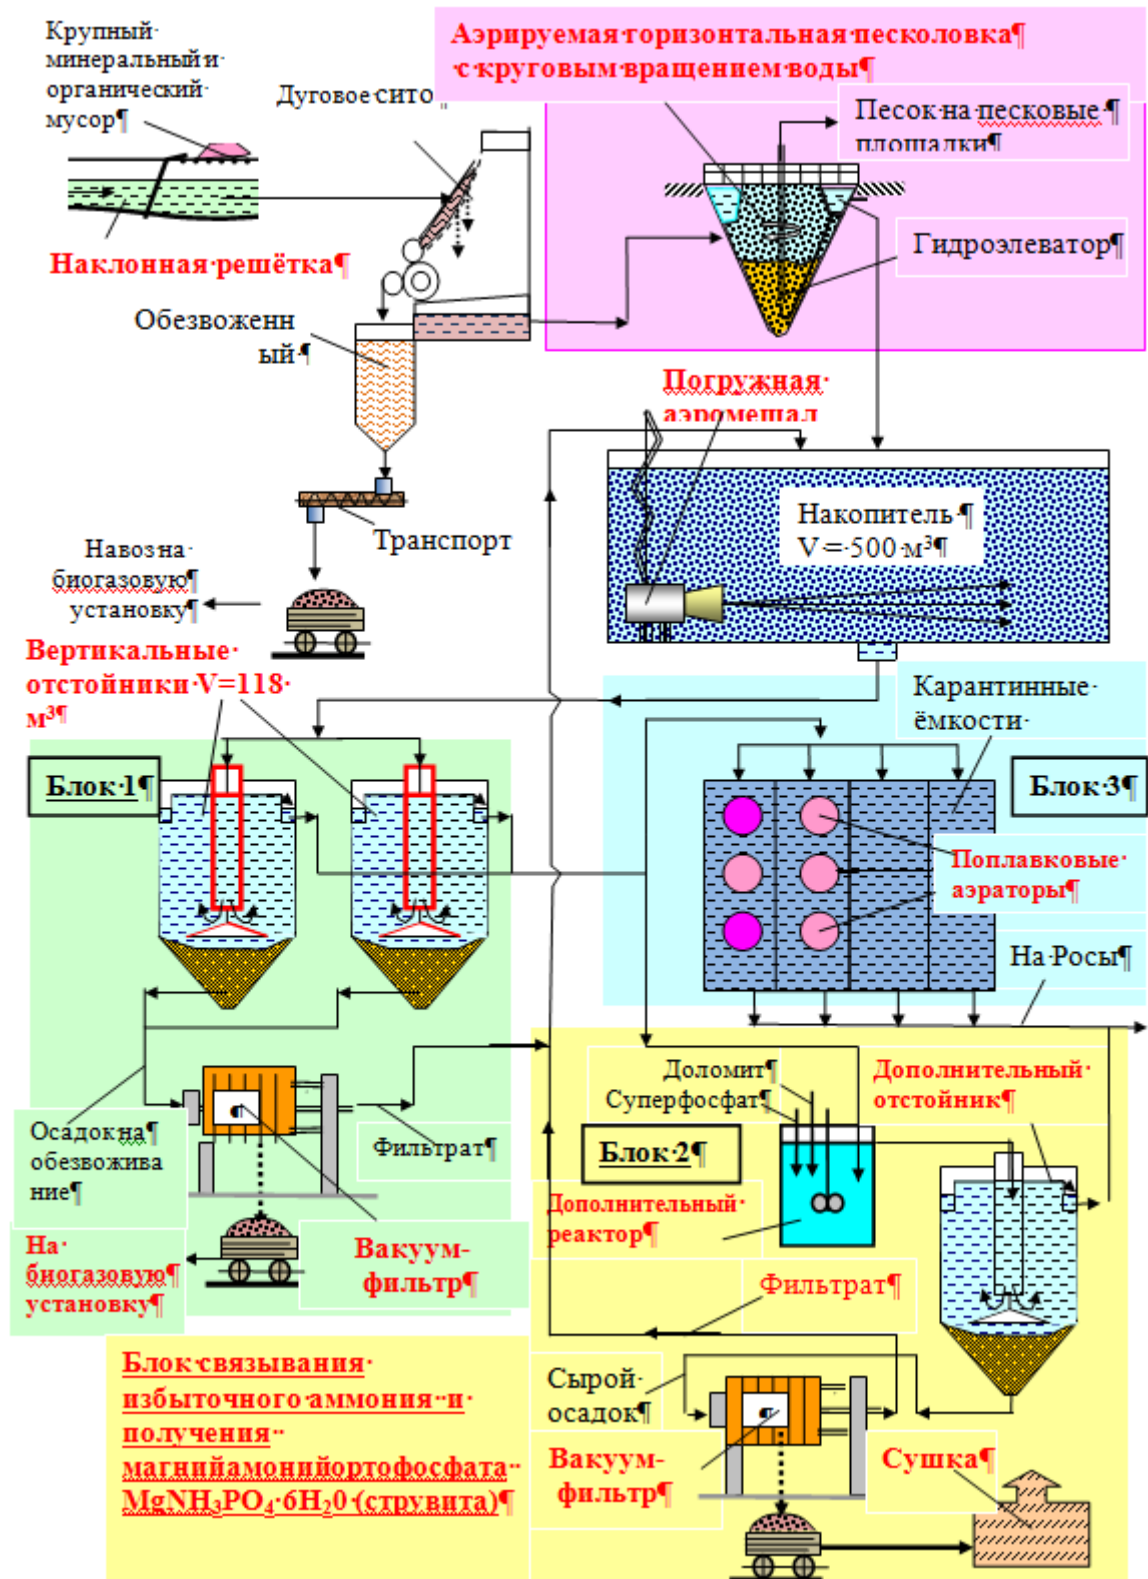 Крупный
минеральный и
органический
мусор¶
Дуговое сито¶
Аэрируемая горизонтальная песколовка¶
с круговым вращением воды¶
Песок на песковые ¶
площадки¶
Гидроэлеватор¶
Наклонная решётка¶
Обезвоженн
ый ¶
Погружная
аэромешал
Накопитель ¶
V = 500 м³¶
Транспорт
Навоз на
биогазовую¶
установку¶
Вертикальные
отстойники V=118
м³¶
Карантинные
ёмкости
Блок 1¶
Блок 3¶
Поплавковые
аэраторы¶
На Росы¶
Доломит¶
Суперфосфат¶
Дополнительный
отстойник¶
¶
Осадок на¶
обезвожива
ние¶
Фильтрат¶
Блок 2¶
Дополнительный
реактор¶
На
биогазовую¶
установку¶
Вакуум-
фильтр¶
Фильтрат¶
Блок связывания
избыточного аммония и
получения
магнийамонийортофосфата
MgNH₃PO₄·6H₂0 (струвита)¶
Сырой
осадок¶
¶
Вакуум-
фильтр¶
Сушка¶